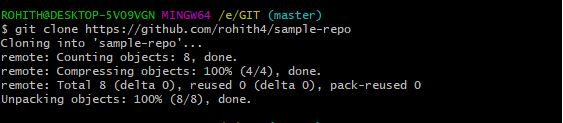 ROHITH@DESKTOP-5VO9VGN MINGW64 /e/GIT (master)
$ git clone https://github.com/rohith4/sample-repo
Cloning into 'sample-repo'...
remote: Counting objects: 8, done.
remote: Compressing objects: 100% (4/4), done.
remote: Total 8 (delta 0), reused 0 (delta 0), pack-reused 0
Unpacking objects: 100% (8/8), done.